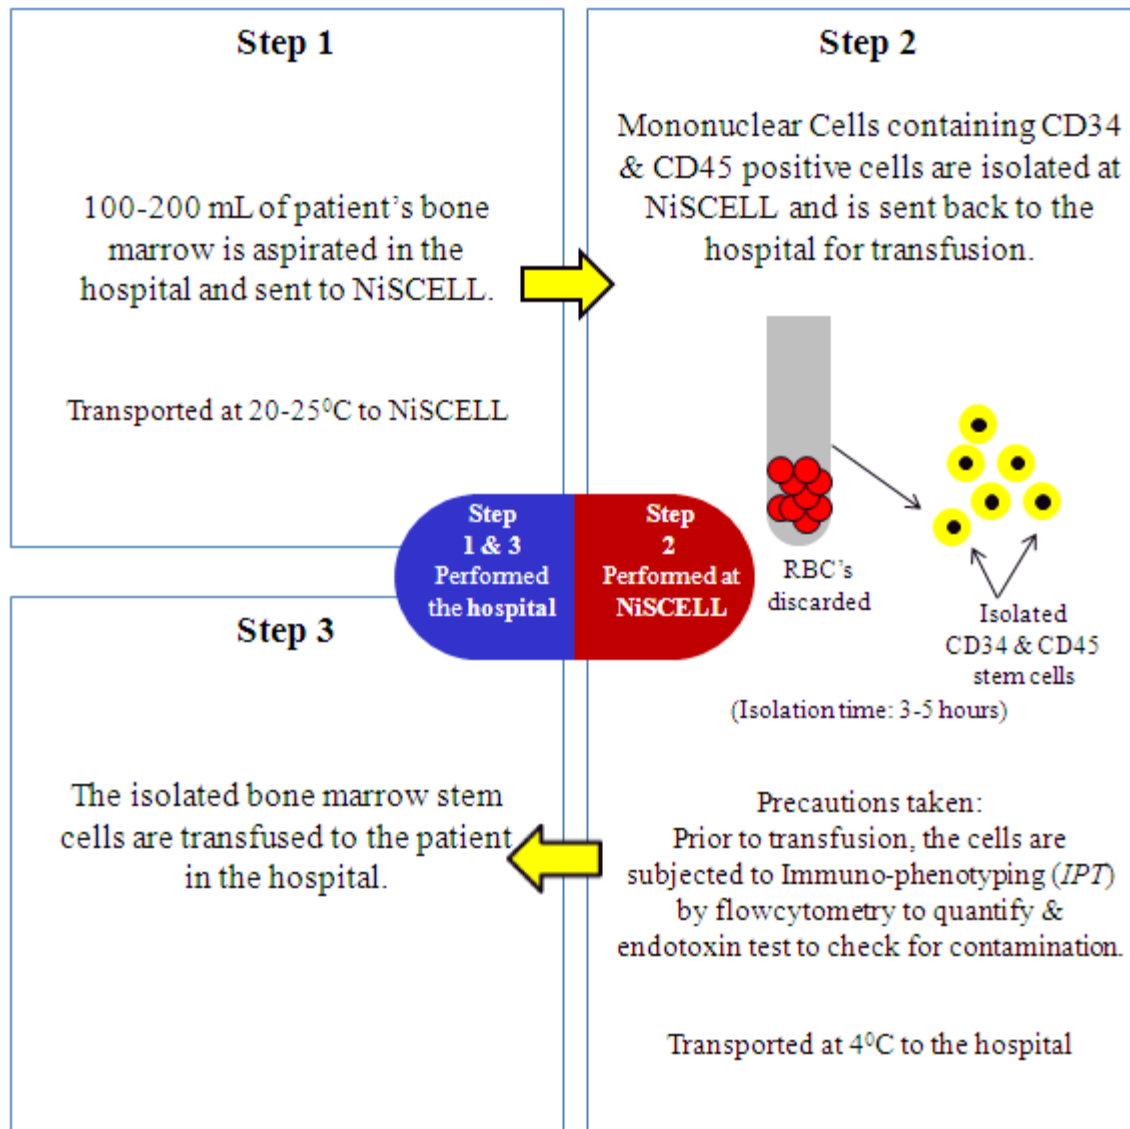 Step 1
100-200 mL of patient's bone
marrow is aspirated in the
hospital and sent to NiSCELL.
Transported at 20-25⁰C to NiSCELL
Step 2
Mononuclear Cells containing CD34
& CD45 positive cells are isolated at
NiSCELL and is sent back to the
hospital for transfusion.
RBC's
discarded
Isolated
CD34 & CD45
stem cells
(Isolation time: 3-5 hours)
Precautions taken:
Prior to transfusion, the cells are
subjected to Immuno-phenotyping (IPT)
by flowcytometry to quantify &
endotoxin test to check for contamination.
Transported at 4⁰C to the hospital
Step
1 & 3
Performed
the hospital
Step
2
Performed at
NiSCELL
Step 3
The isolated bone marrow stem
cells are transfused to the patient
in the hospital.